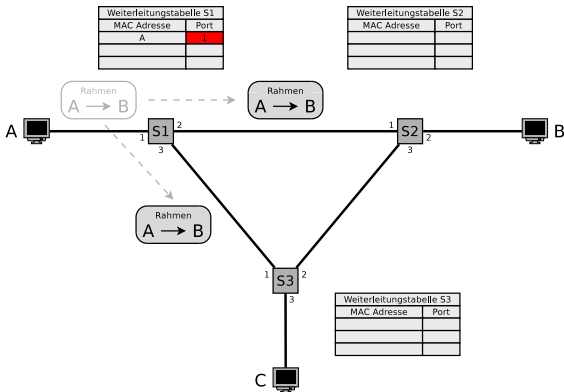 Weiterleitungstabelle S1
MAC Adresse Port
A 1
Weiterleitungstabelle S2
MAC Adresse Port
Rahmen
A → B
Rahmen
A → B
A
1
S1
2
3
1
S2
2
3
B
Rahmen
A → B
1
S3
2
3
Weiterleitungstabelle S3
MAC Adresse Port
C